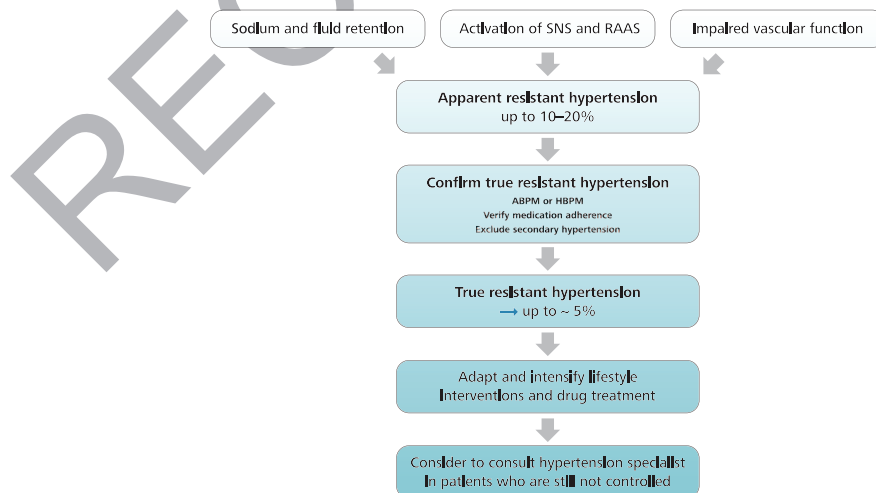 Sodium and fluid retention
Activation of SNS and RAAS
Impaired vascular function
Apparent resistant hypertension
up to 10–20%
Confirm true resistant hypertension
ABPM or HBPM
Verify medication adherence
Exclude secondary hypertension
True resistant hypertension
→ up to ~ 5%
Adapt and intensify lifestyle
Interventions and drug treatment
Consider to consult hypertension specialist
In patients who are still not controlled